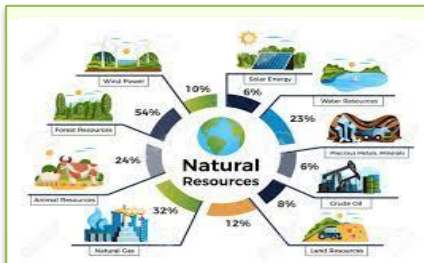 Wind Power
10%
Solar Energy
6%
Water Resources
23%
Precious Metals, Minerals
6%
Crude Oil
8%
Land Resources
12%
Natural Gas
32%
Animal Resources
24%
Forest Resources
54%
Natural
Resources